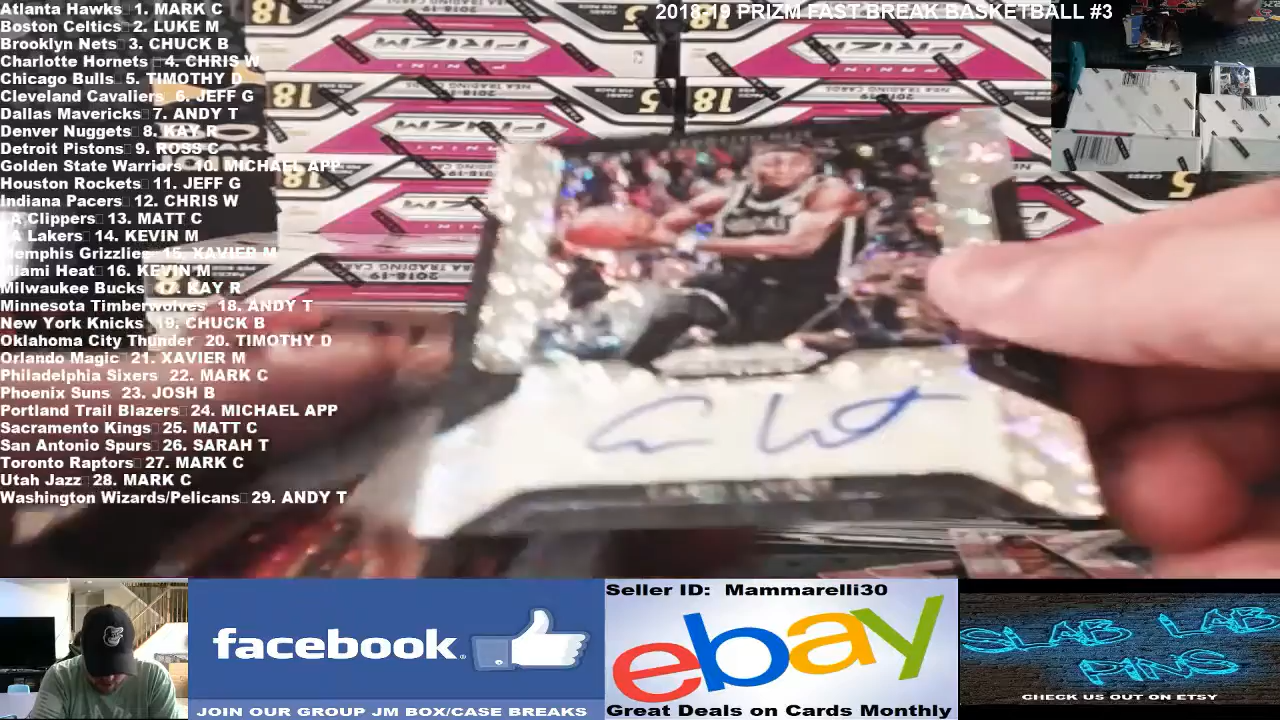 2018-19 PRIZM FAST BREAK BASKETBALL #3
Atlanta Hawks 1. MARK C
Boston Celtics 2. LUKE M
Brooklyn Nets 3. CHUCK B
Charlotte Hornets 4. CHRIS W
Chicago Bulls 5. TIMOTHY D
Cleveland Cavaliers 6. JEFF G
Dallas Mavericks 7. ANDY T
Denver Nuggets 8. KAY R
Detroit Pistons 9. ROSS C
Golden State Warriors 10. MICHAEL APP
Houston Rockets 11. JEFF G
Indiana Pacers 12. CHRIS W
LA Clippers 13. MATT C
LA Lakers 14. KEVIN M
Memphis Grizzlies 15. XAVIER M
Miami Heat 16. KEVIN M
Milwaukee Bucks 17. KAY R
Minnesota Timberwolves 18. ANDY T
New York Knicks 19. CHUCK B
Oklahoma City Thunder 20. TIMOTHY D
Orlando Magic 21. XAVIER M
Philadelphia Sixers 22. MARK C
Phoenix Suns 23. JOSH B
Portland Trail Blazers 24. MICHAEL APP
Sacramento Kings 25. MATT C
San Antonio Spurs 26. SARAH T
Toronto Raptors 27. MARK C
Utah Jazz 28. MARK C
Washington Wizards/Pelicans 29. ANDY T
PRIZM
PRIZM
18
5
18
PRIZM
PRIZM
18
5
facebook
JOIN OUR GROUP JM BOX/CASE BREAKS
Seller ID: Mammarelli30
ebay
Great Deals on Cards Monthly
SLAB LAB
PINS
CHECK US OUT ON ETSY